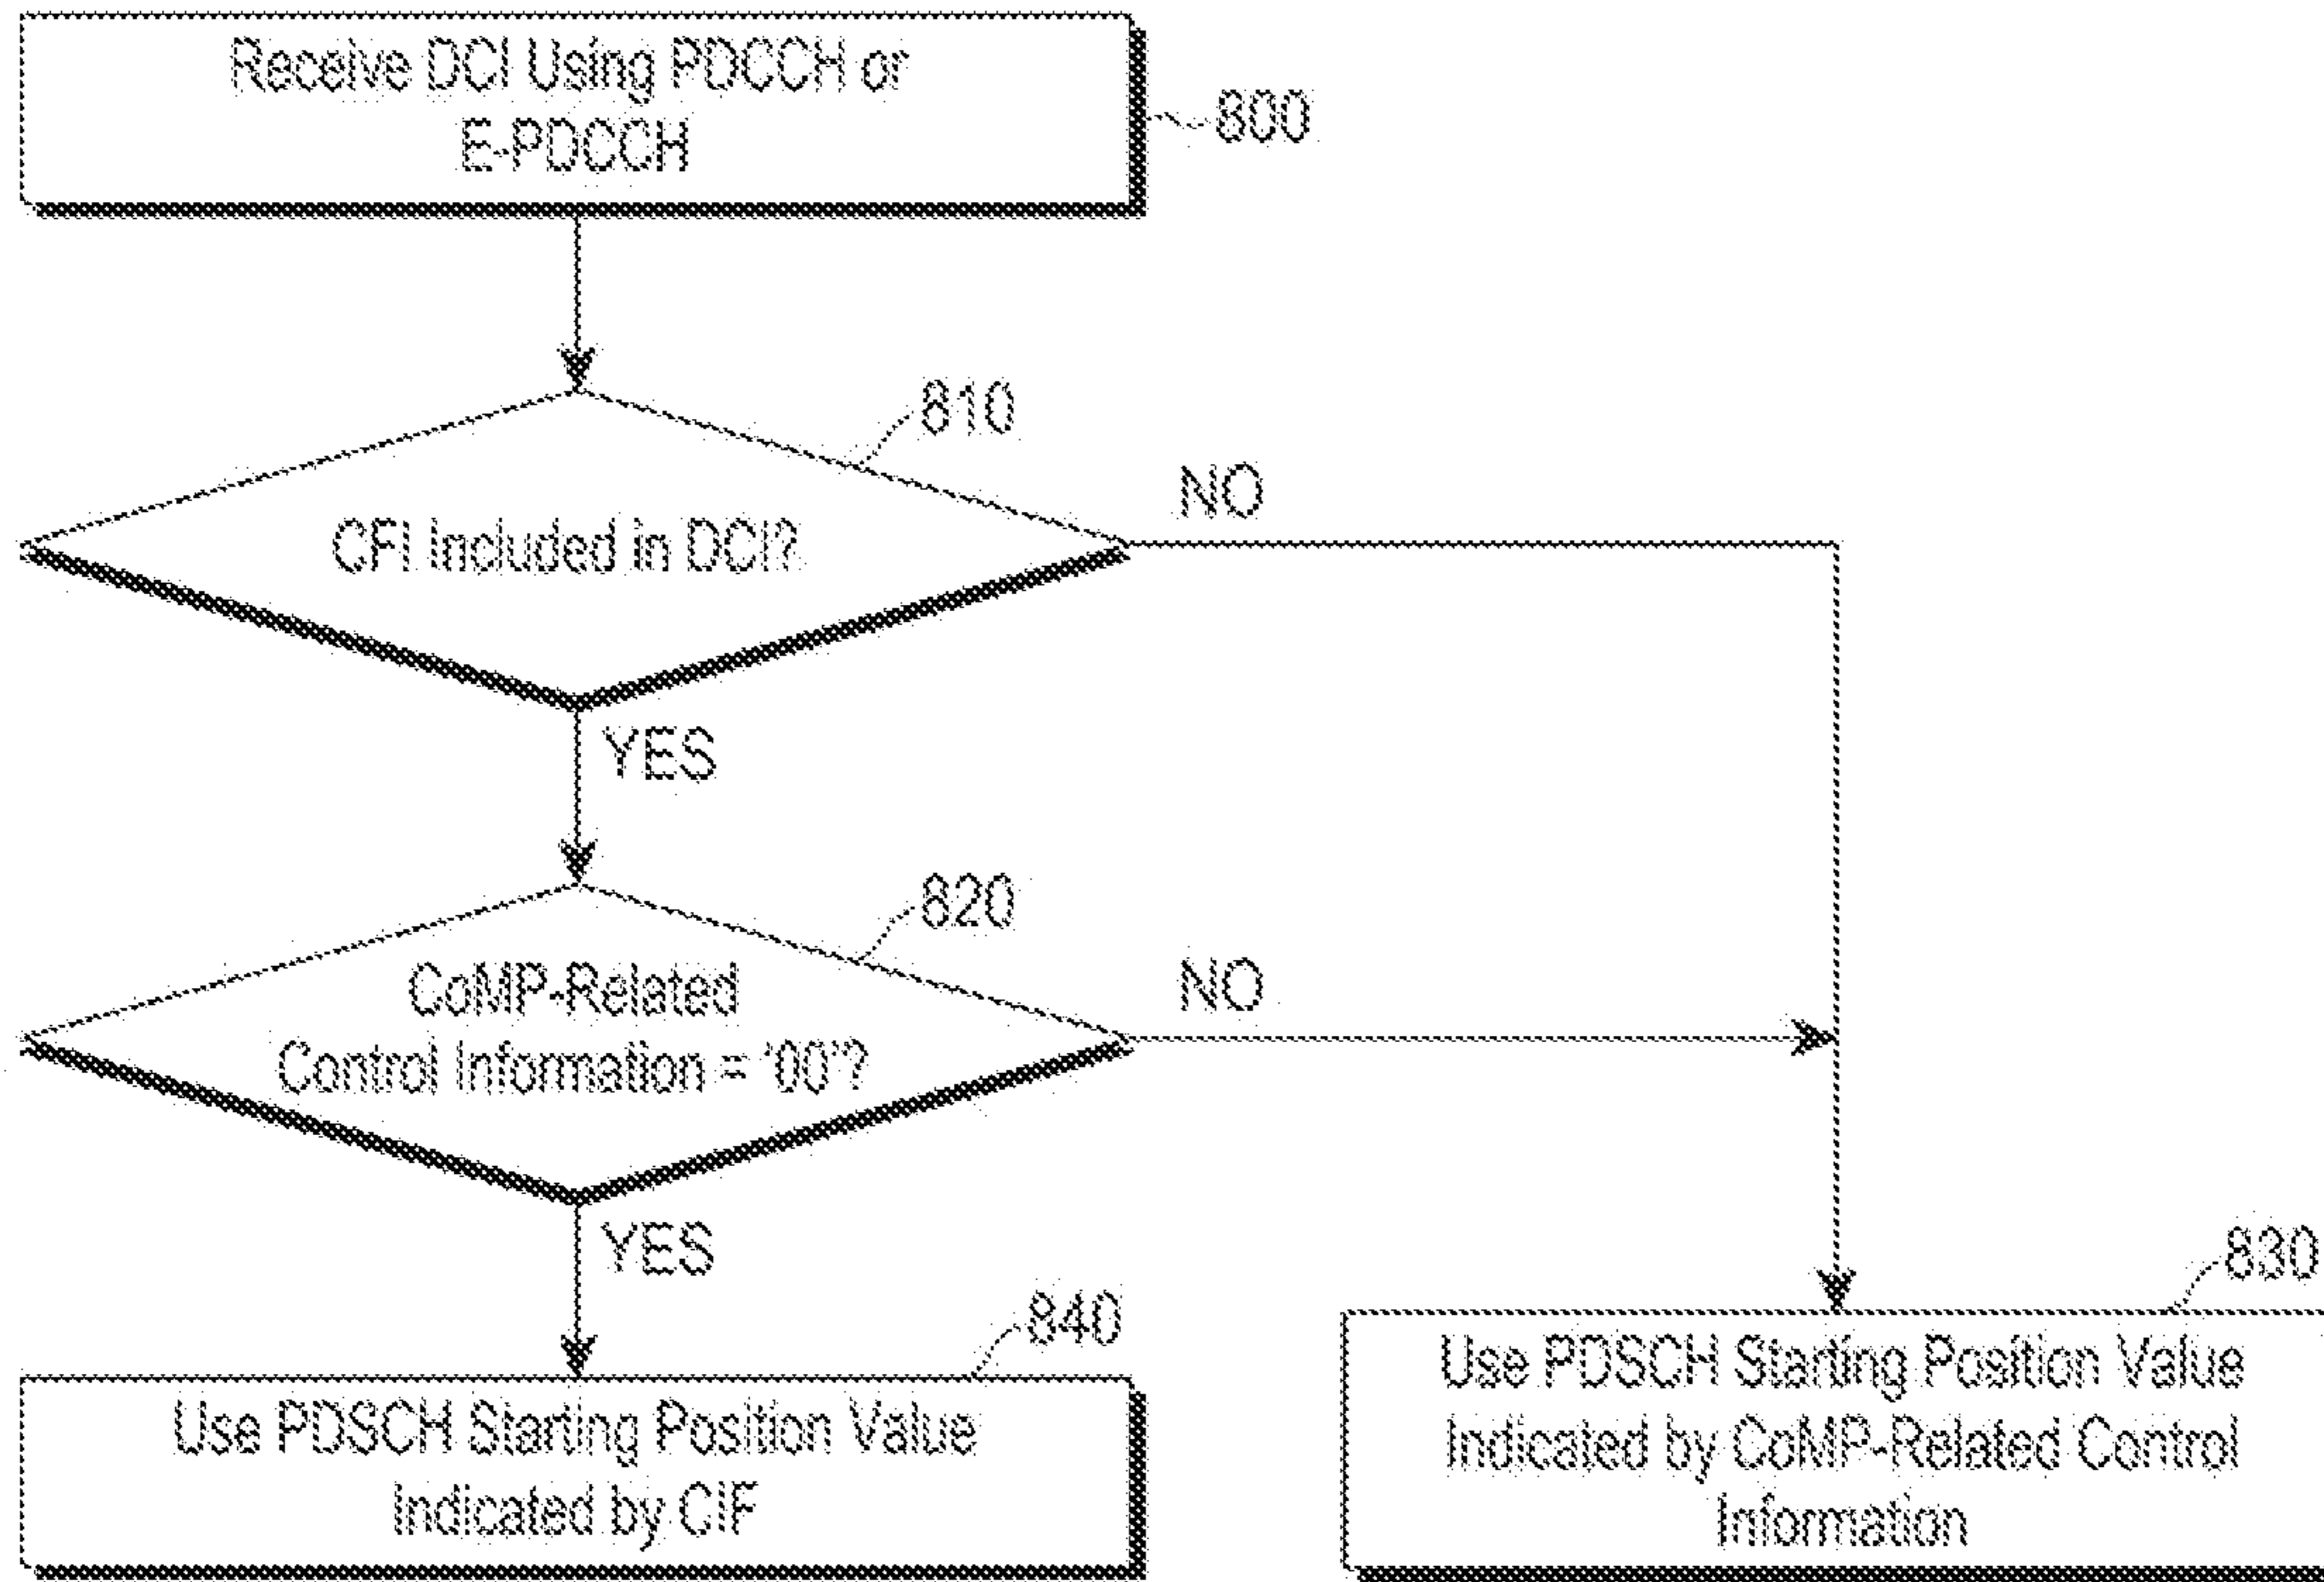 Receive DCI Using PDCCH or
E-PDCCH
800
810
NO
CFI Included in DCI?
YES
820
CoMP-Related
NO
Control Information = '00'?
YES
830
840
Use PDSCH Starting Position Value
Indicated by CIF
Use PDSCH Starting Position Value
Indicated by CoMP-Related Control
Information